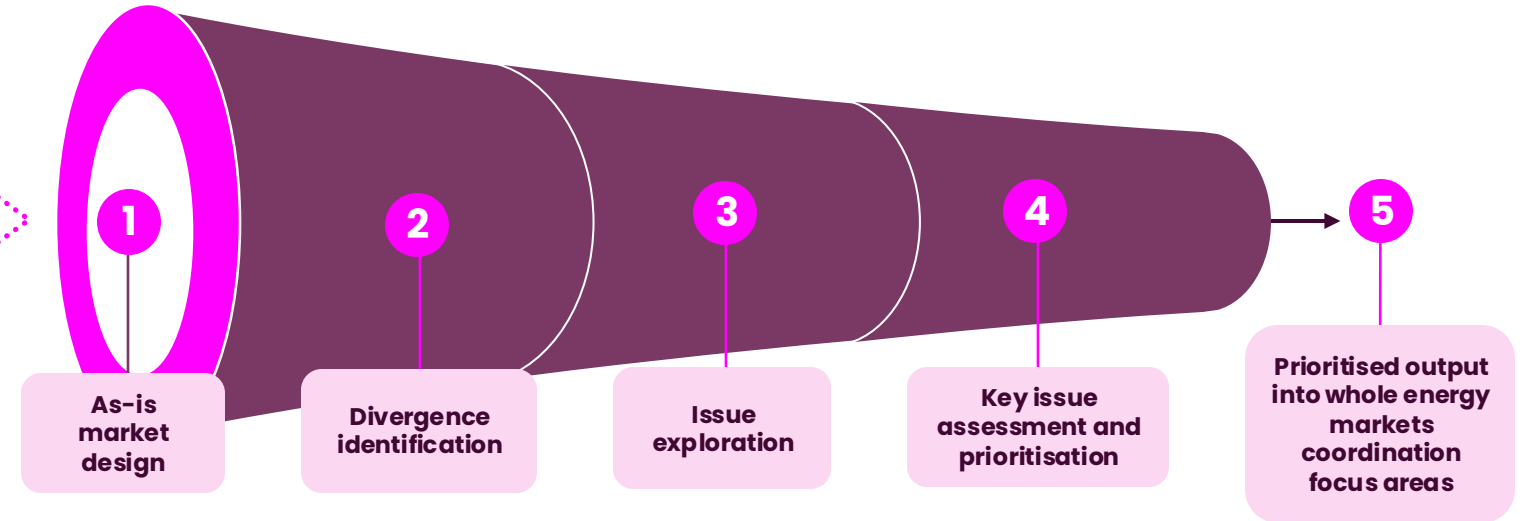 1
As-is
market
design
2
Divergence
identification
3
Issue
exploration
4
Key issue
assessment and
prioritisation
5
Prioritised output
into whole energy
markets
coordination
focus areas